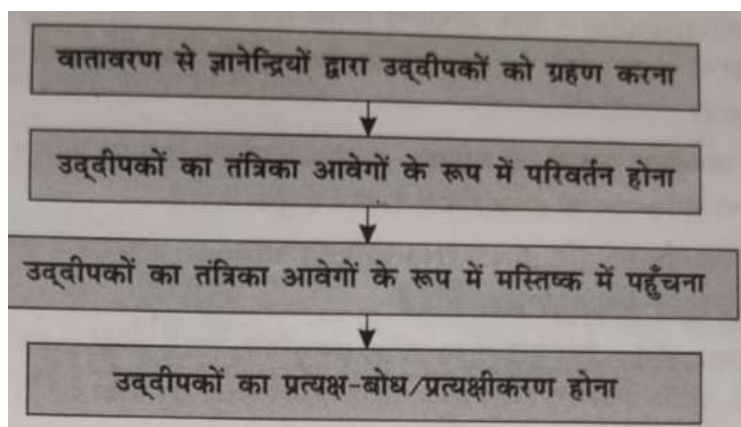 वातावरण से ज्ञानेन्द्रियों द्वारा उद्‌दीपकों को ग्रहण करना
उद्‌दीपकों का तंत्रिका आवेगों के रूप में परिवर्तन होना
उद्‌दीपकों का तंत्रिका आवेगों के रूप में मस्तिष्क में पहुँचना
उद्‌दीपकों का प्रत्यक्ष-बोध/प्रत्यक्षीकरण होना